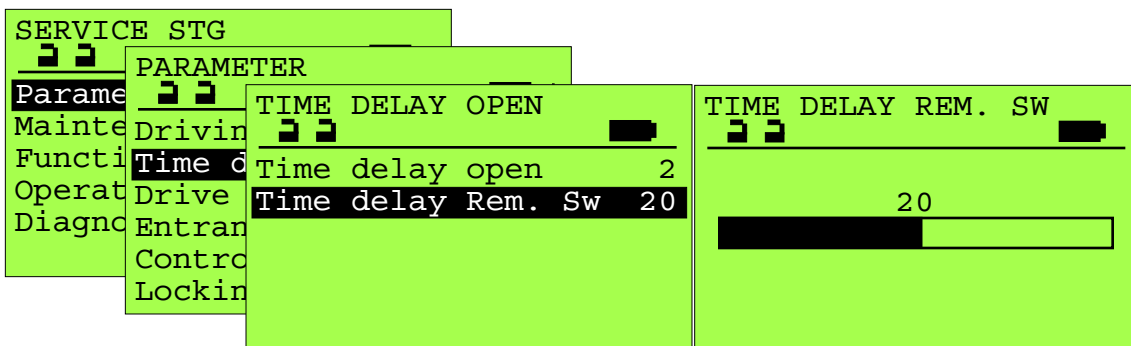 SERVICE STG
Parame
Mainte
Functi
Operat
Diagno
PARAMETER
Drivin
Time d
Drive
Entran
Contro
Lockin
TIME DELAY OPEN
Time delay open 2
Time delay Rem. Sw 20
TIME DELAY REM. SW
20